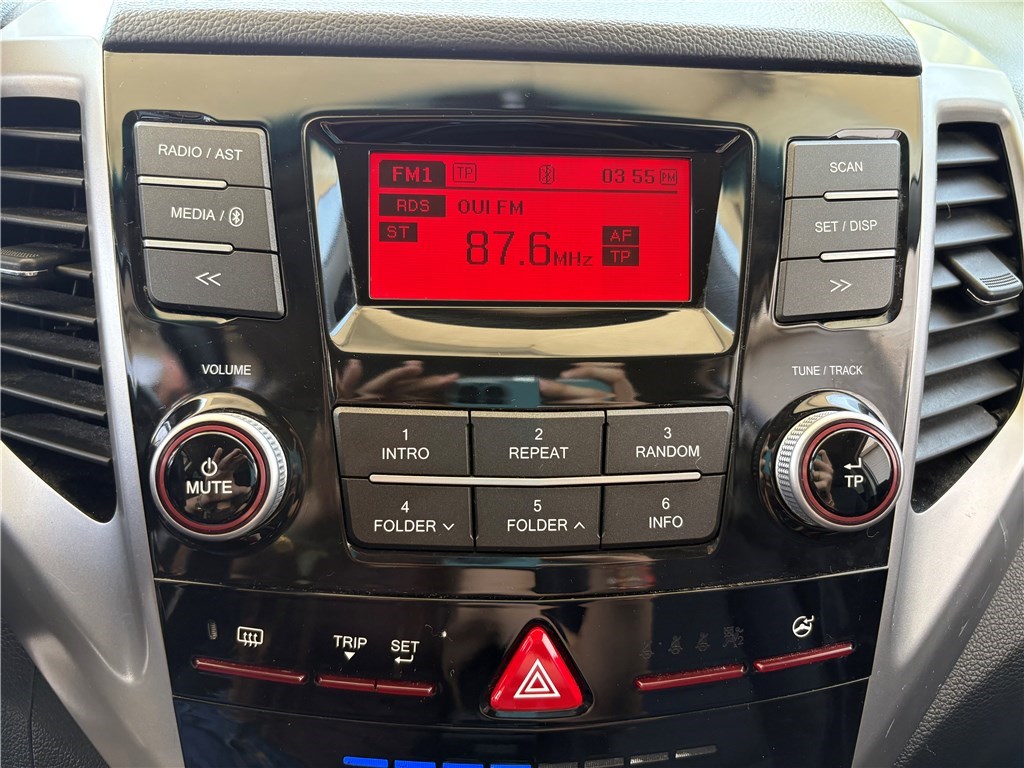 RADIO / AST
MEDIA /
<<
FM1 TP 03 55 PM
RDS OUI FM
ST 87.6MHz AF
TP
SCAN
SET / DISP
>>
VOLUME
TUNE / TRACK
MUTE
1
INTRO
2
REPEAT
3
RANDOM
4
FOLDER
5
FOLDER
6
INFO
TP
TRIP
SET